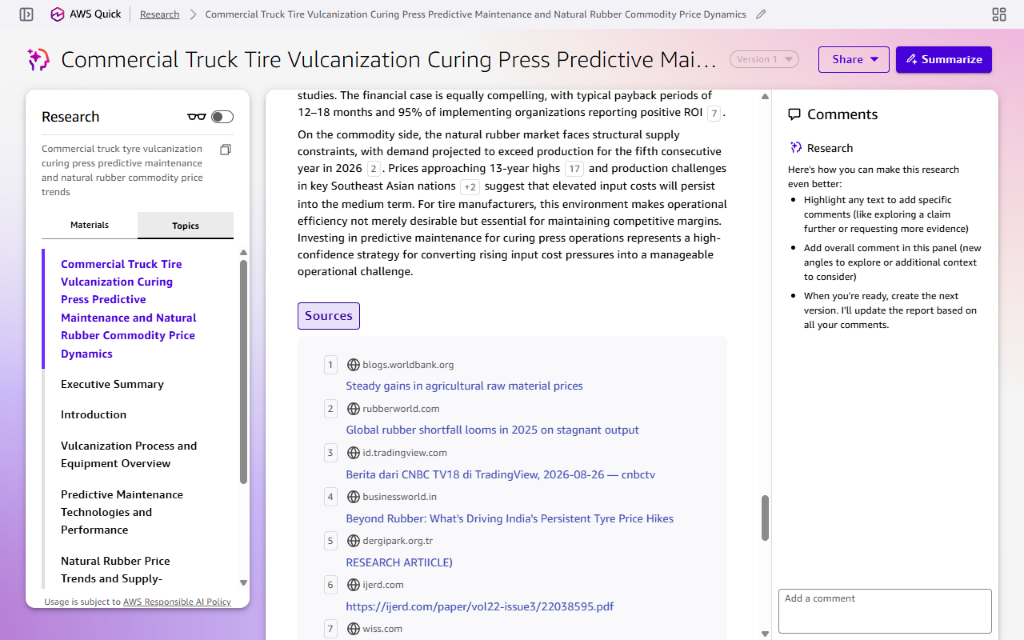 AWS Quick
Research
Commercial Truck Tire Vulcanization Curing Press Predictive Maintenance and Natural Rubber Commodity Price Dynamics
Commercial Truck Tire Vulcanization Curing Press Predictive Mai...
Version 1
Share
Summarize
Research
Commercial truck tyre vulcanization
curing press predictive maintenance
and natural rubber commodity price
trends
Materials
Topics
Commercial Truck Tire
Vulcanization Curing
Press Predictive
Maintenance and Natural
Rubber Commodity Price
Dynamics
Executive Summary
Introduction
Vulcanization Process and
Equipment Overview
Predictive Maintenance
Technologies and
Performance
Natural Rubber Price
Trends and Supply-
Usage is subject to AWS Responsible AI Policy
studies. The financial case is equally compelling, with typical payback periods of
12–18 months and 95% of implementing organizations reporting positive ROI 7 .
On the commodity side, the natural rubber market faces structural supply
constraints, with demand projected to exceed production for the fifth consecutive
year in 2026 2 . Prices approaching 13-year highs 17 and production challenges
in key Southeast Asian nations +2 suggest that elevated input costs will persist
into the medium term. For tire manufacturers, this environment makes operational
efficiency not merely desirable but essential for maintaining competitive margins.
Investing in predictive maintenance for curing press operations represents a high-
confidence strategy for converting rising input cost pressures into a manageable
operational challenge.
Sources
1 blogs.worldbank.org
Steady gains in agricultural raw material prices
2 rubberworld.com
Global rubber shortfall looms in 2025 on stagnant output
3 id.tradingview.com
Berita dari CNBC TV18 di TradingView, 2026-08-26 — cnbctv
4 businessworld.in
Beyond Rubber: What's Driving India's Persistent Tyre Price Hikes
5 dergipark.org.tr
RESEARCH ARTIICLE)
6 ijerd.com
https://ijerd.com/paper/vol22-issue3/22038595.pdf
7 wiss.com
Comments
Research
Here's how you can make this research
even better:
• Highlight any text to add specific
comments (like exploring a claim
further or requesting more evidence)
• Add overall comment in this panel (new
angles to explore or additional context
to consider)
• When you're ready, create the next
version. I'll update the report based on
all your comments.
Add a comment